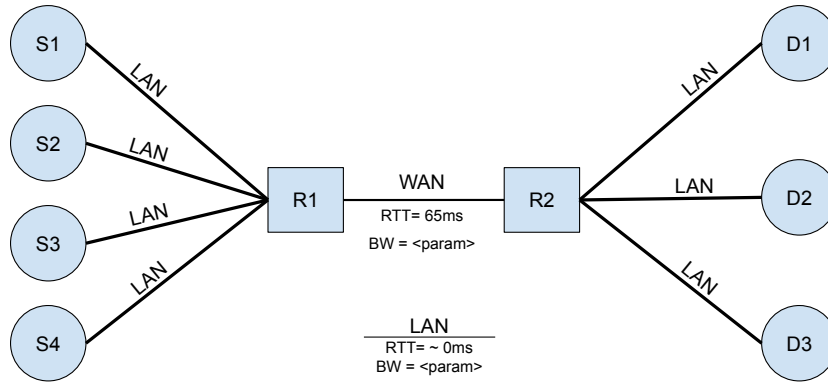 S1
D1
LAN
LAN
S2
LAN
R1
WAN
R2
LAN
D2
LAN
RTT= 65ms
S3
BW = <param>
LAN
LAN
S4
LAN
RTT= ~ 0ms
BW = <param>
D3